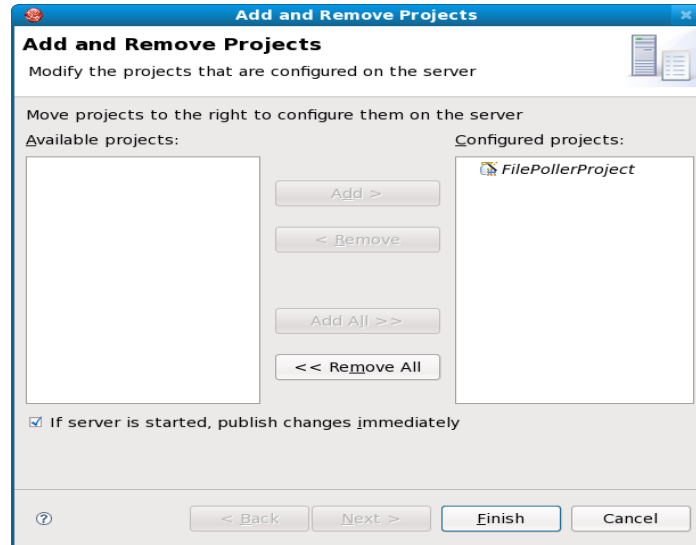 Add and Remove Projects
Add and Remove Projects
Modify the projects that are configured on the server
Move projects to the right to configure them on the server
Available projects:
Configured projects:
FilePollerProject
Add >
< Remove
Add All >>
<< Remove All
If server is started, publish changes immediately
?
< Back
Next >
Finish
Cancel